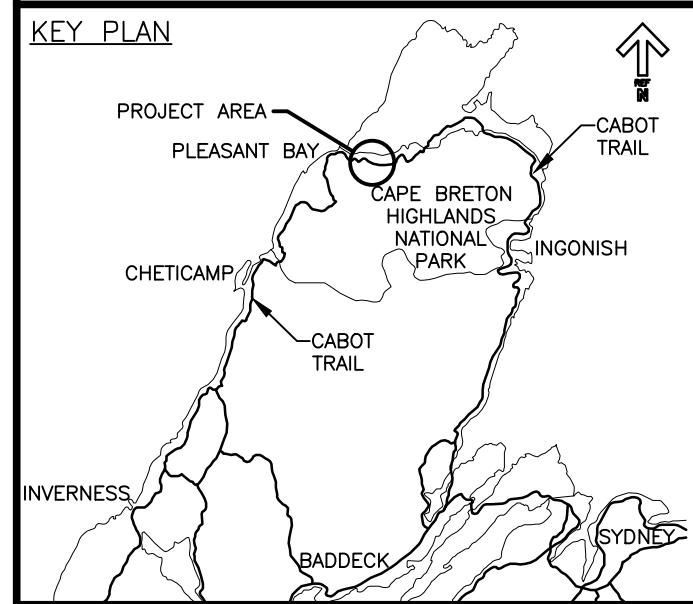 KEY PLAN
REF
N
PROJECT AREA
CABOT
TRAIL
PLEASANT BAY
CAPE BRETON
HIGHLANDS
NATIONAL
PARK
INGONISH
CHETICAMP
CABOT
TRAIL
INVERNESS
SYDNEY
BADDECK